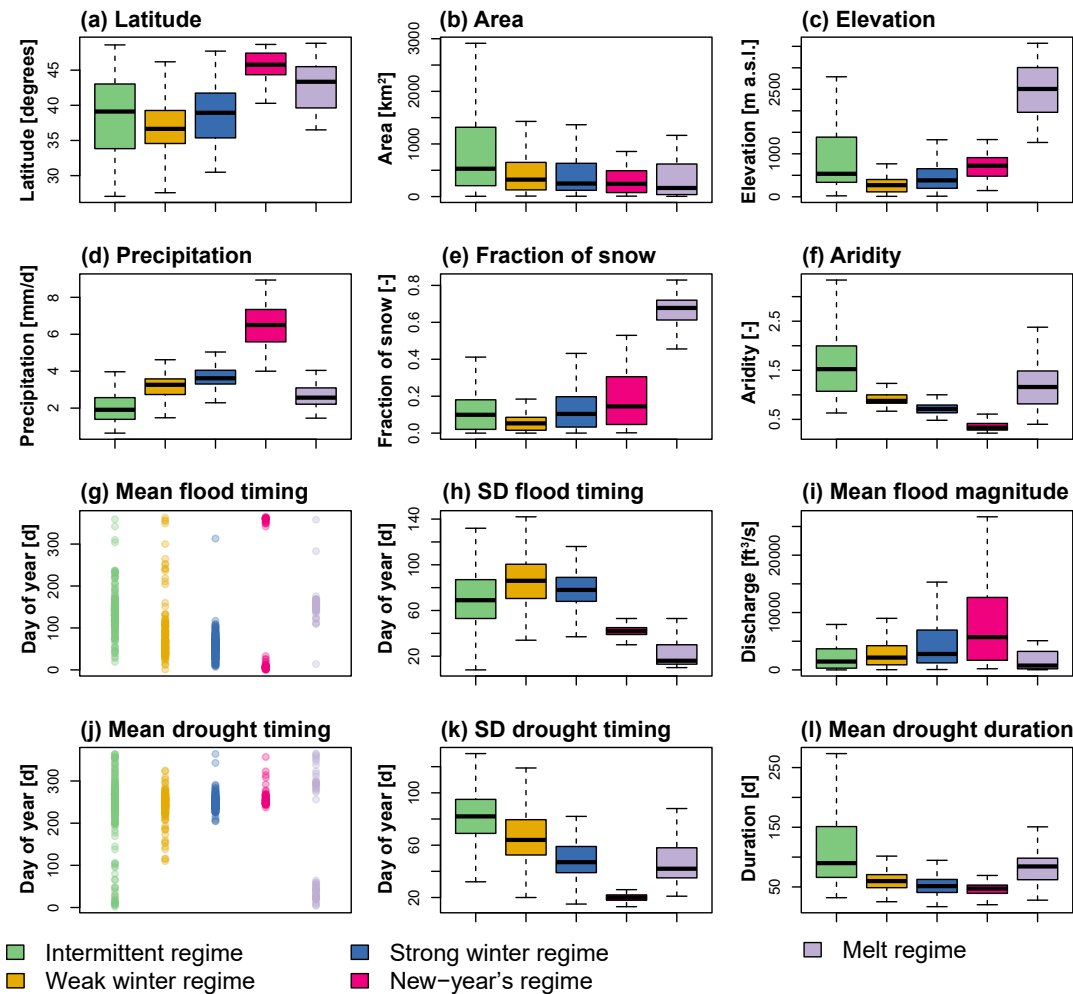 (a) Latitude
Latitude [degrees]
30 35 40 45
(b) Area
Area [km²]
0 1000 2000 3000
(c) Elevation
Elevation [m a.s.l.]
0 1000 2500
(d) Precipitation
Precipitation [mm/d]
2 4 6 8
(e) Fraction of snow
Fraction of snow [-]
0.0 0.2 0.4 0.6 0.8
(f) Aridity
Aridity [-]
0.5 1.5 2.5
(g) Mean flood timing
Day of year [d]
0 100 200 300
(h) SD flood timing
Day of year [d]
20 60 100 140
(i) Mean flood magnitude
Discharge [ft³/s]
0 10000 20000
(j) Mean drought timing
Day of year [d]
0 100 200 300
(k) SD drought timing
Day of year [d]
20 60 100
(l) Mean drought duration
Duration [d]
50 150 250
Intermittent regime
Weak winter regime
Strong winter regime
New−year's regime
Melt regime